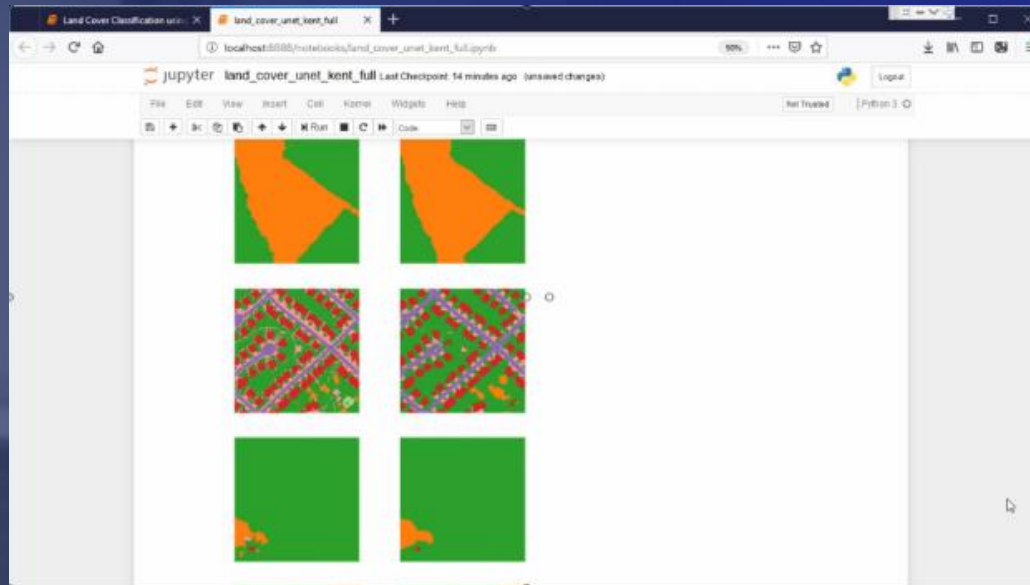 Land Cover Classification usin
land_cover_unet_kent_full
localhost:8888/notebooks/land_cover_unet_kent_full.ipynb
50%
jupyter land_cover_unet_kent_full Last Checkpoint: 14 minutes ago (unsaved changes)
Logout
File Edit View Insert Cell Kernel Widgets Help
Not Trusted
Python 3
Run
Code